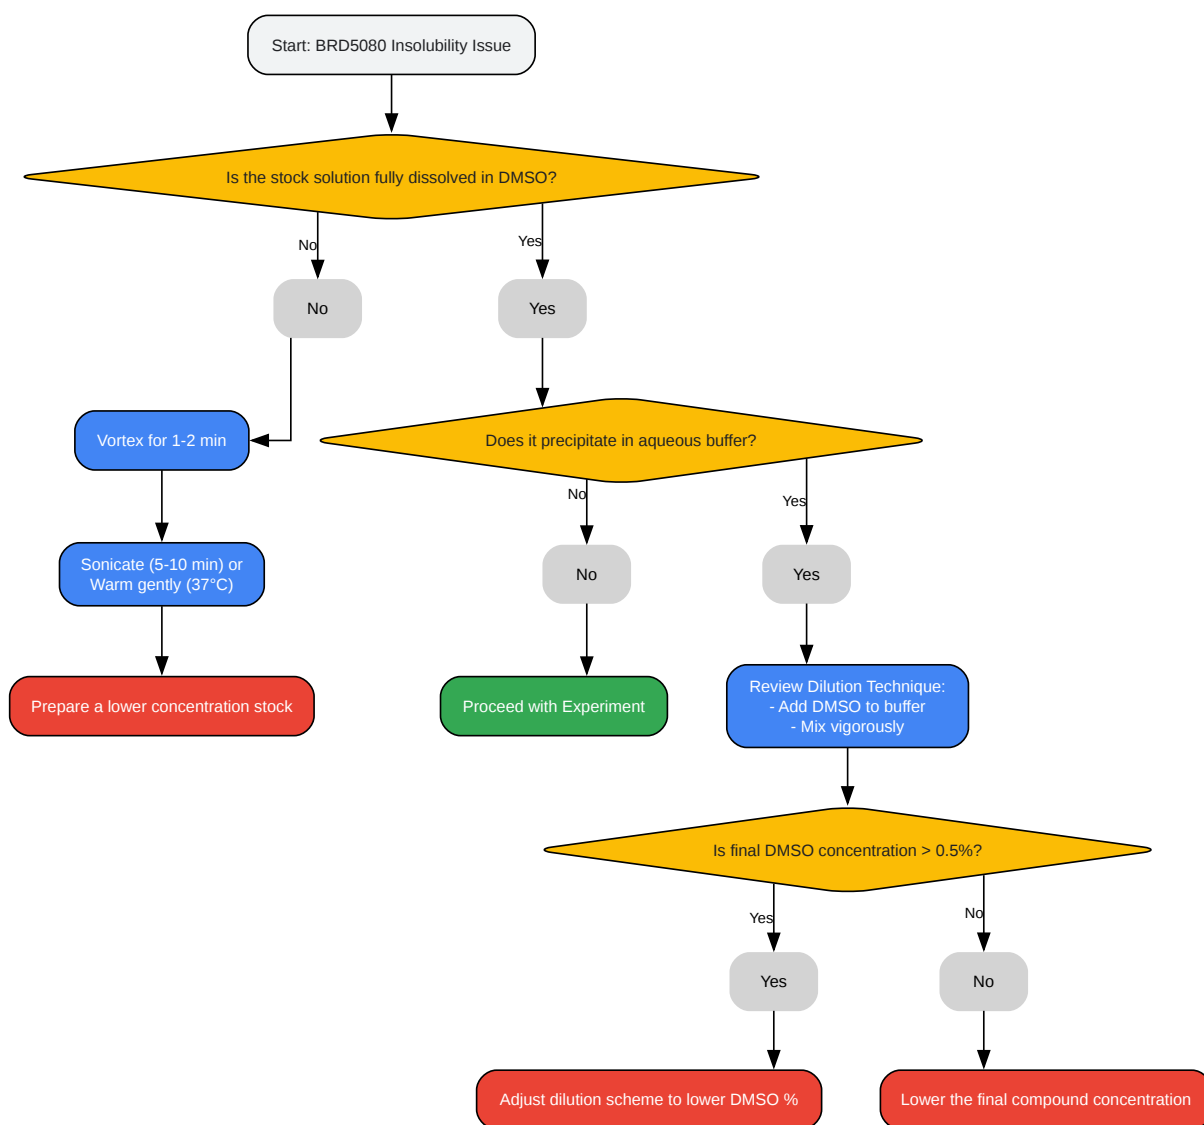 Start: BRD5080 Insolubility Issue
Is the stock solution fully dissolved in DMSO?
No
Yes
No
Yes
Vortex for 1-2 min
Does it precipitate in aqueous buffer?
No
Yes
Sonicate (5-10 min) or
Warm gently (37°C)
No
Yes
Prepare a lower concentration stock
Proceed with Experiment
Review Dilution Technique:
- Add DMSO to buffer
- Mix vigorously
Is final DMSO concentration > 0.5%?
Yes
No
Yes
No
Adjust dilution scheme to lower DMSO %
Lower the final compound concentration